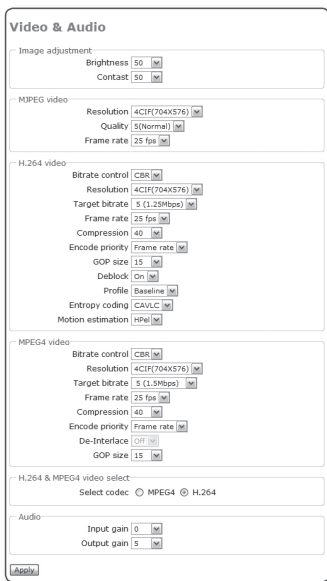 Video & Audio
Image adjustment
Brightness 50
Contast 50
MJPEG video
Resolution 4CIF(704X576)
Quality 5(Normal)
Frame rate 25 fps
H.264 video
Bitrate control CBR
Resolution 4CIF(704X576)
Target bitrate 5 (1.25Mbps)
Frame rate 25 fps
Compression 40
Encode priority Frame rate
GOP size 15
Deblock On
Profile Baseline
Entropy coding CAVLC
Motion estimation HPel
MPEG4 video
Bitrate control CBR
Resolution 4CIF(704X576)
Target bitrate 5 (1.5Mbps)
Frame rate 25 fps
Compression 40
Encode priority Frame rate
De-Interlace Off
GOP size 15
H.264 & MPEG4 video select
Select codec MPEG4 H.264
Audio
Input gain 0
Output gain 5
Apply